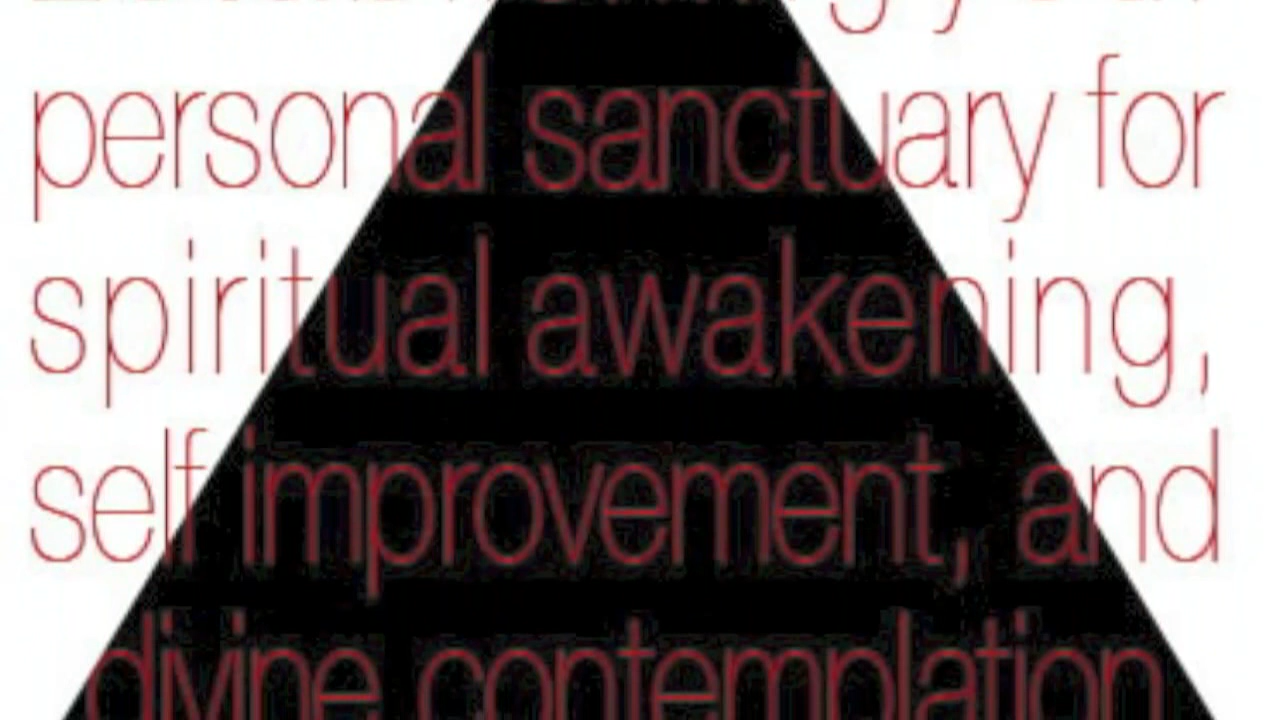 personal sanctuary for
spiritual awakening,
self improvement, and
divine contemplation